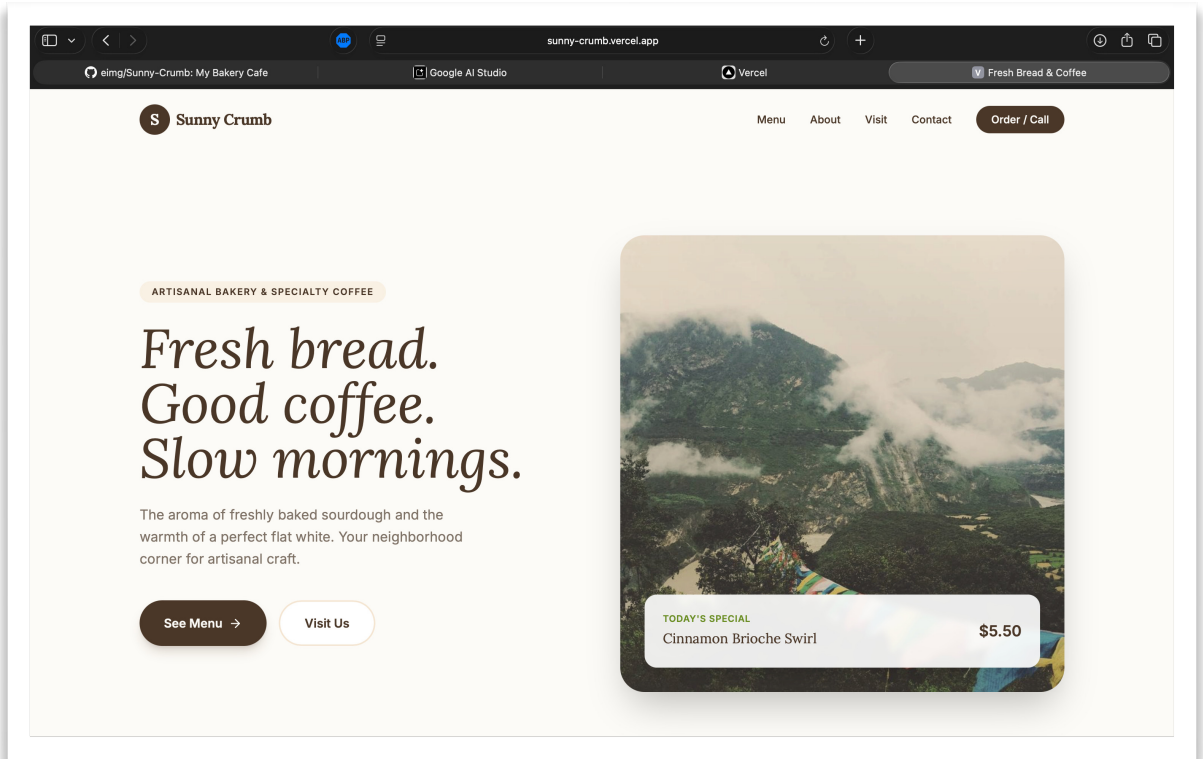 ABP
sunny-crumb.vercel.app
eimg/Sunny-Crumb: My Bakery Cafe
Google AI Studio
Vercel
V Fresh Bread & Coffee
S Sunny Crumb
Menu
About
Visit
Contact
Order / Call
ARTISANAL BAKERY & SPECIALTY COFFEE
Fresh bread.
Good coffee.
Slow mornings.
The aroma of freshly baked sourdough and the
warmth of a perfect flat white. Your neighborhood
corner for artisanal craft.
See Menu →
Visit Us
TODAY'S SPECIAL
Cinnamon Brioche Swirl
$5.50